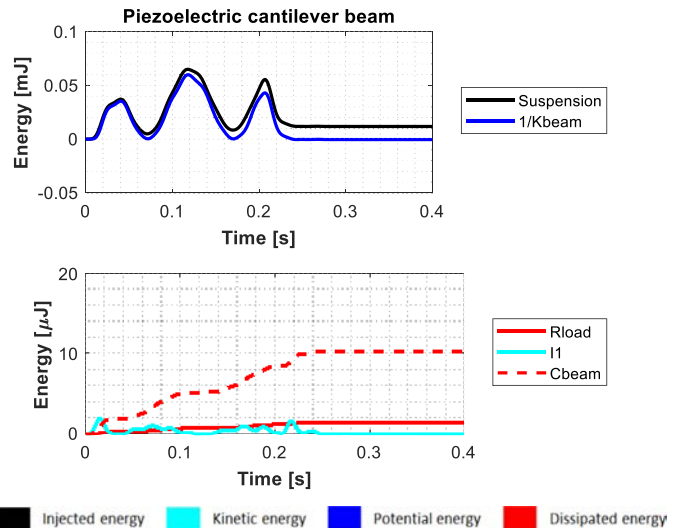 Piezoelectric cantilever beam
0.1
0.05
0
-0.05
Energy [mJ]
0
0.1
0.2
0.3
0.4
Time [s]
Suspension
1/Kbeam
20
10
0
Energy [μJ]
0
0.1
0.2
0.3
0.4
Time [s]
Rload
I1
Cbeam
Injected energy
Kinetic energy
Potential energy
Dissipated energy